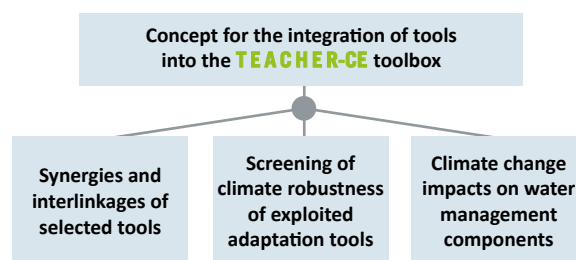 Concept for the integration of tools
into the TEACHER-CE toolbox
Synergies and
interlinkages of
selected tools
Screening of
climate robustness
of exploited
adaptation tools
Climate change
impacts on water
management
components